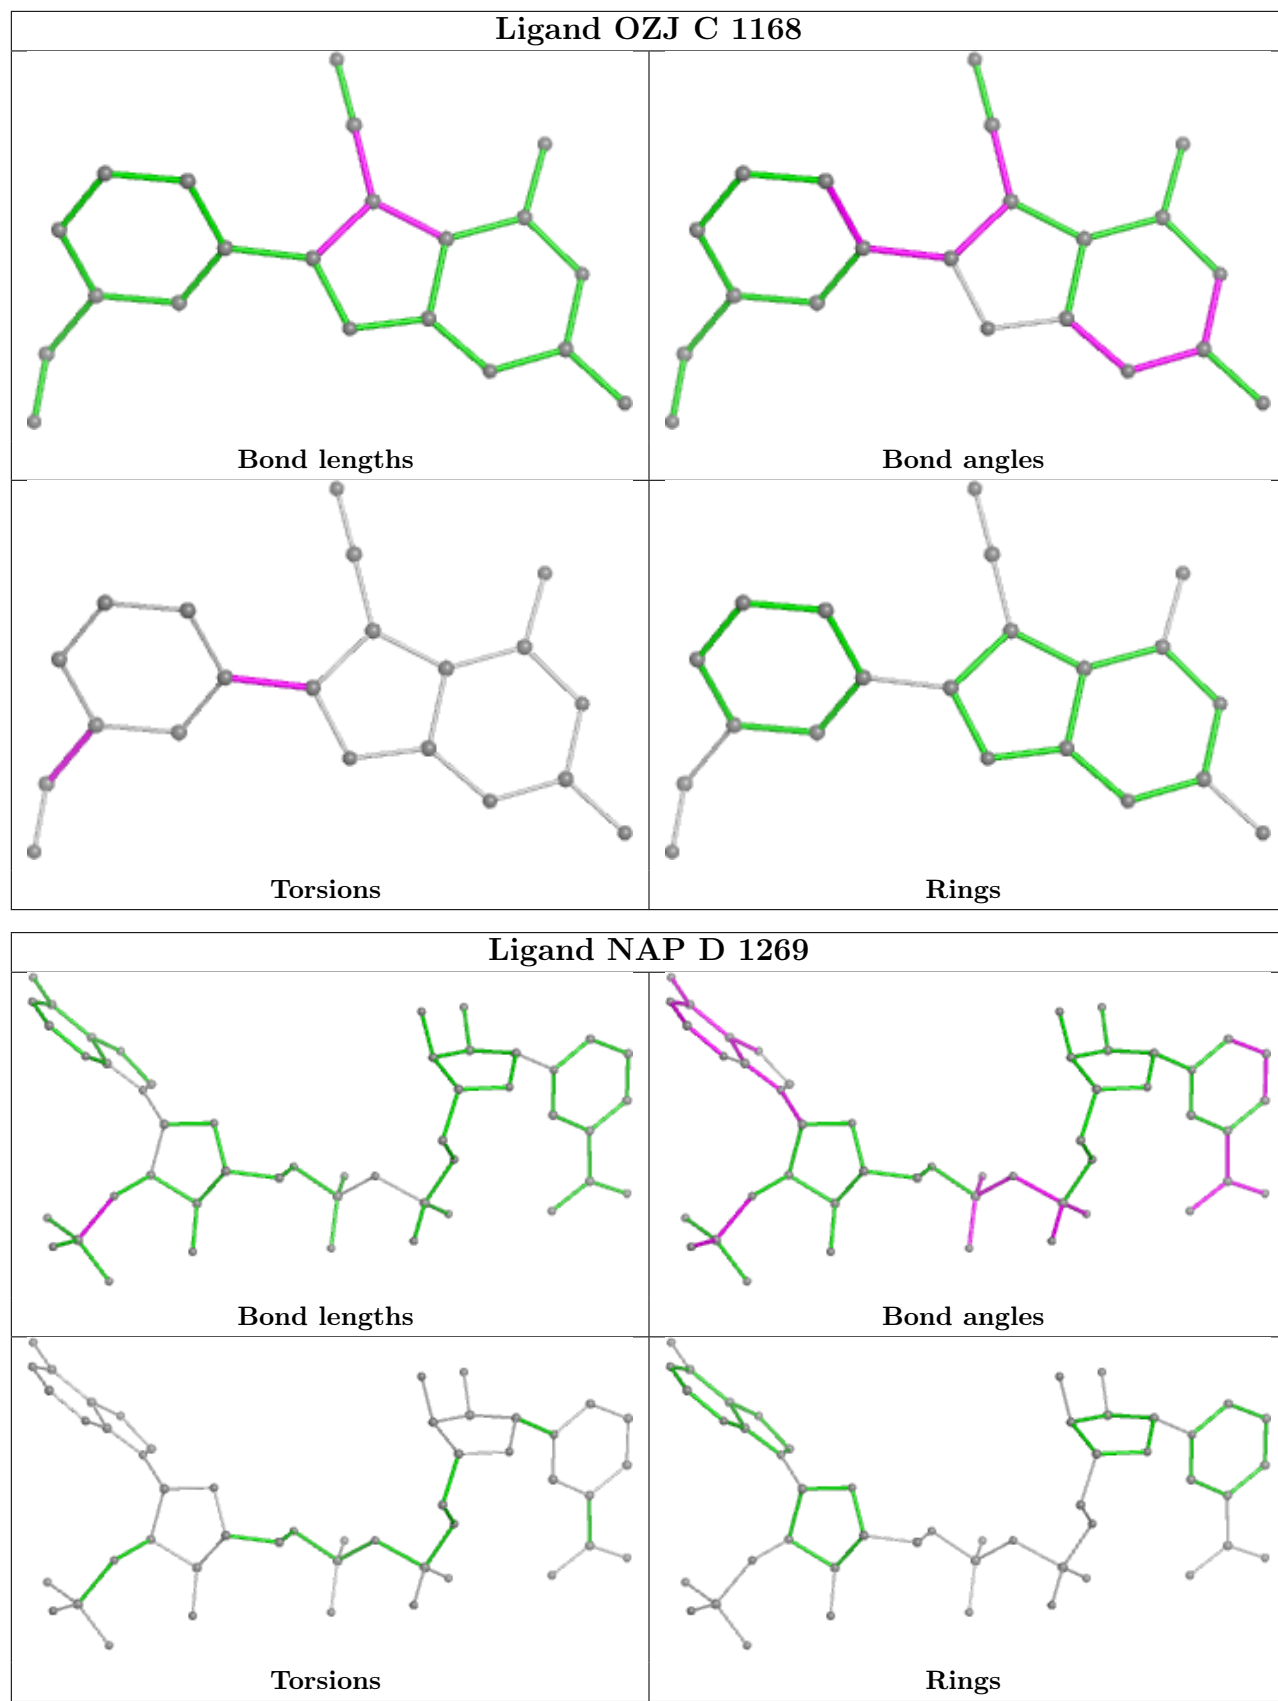 Ligand OZJ C 1168
Bond lengths
Bond angles
Torsions
Rings
Ligand NAP D 1269
Bond lengths
Bond angles
Torsions
Rings